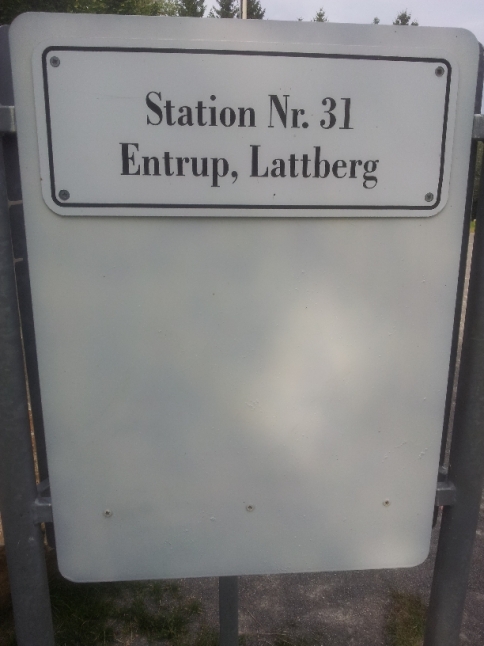 Station Nr. 31
Entrup, Lattberg